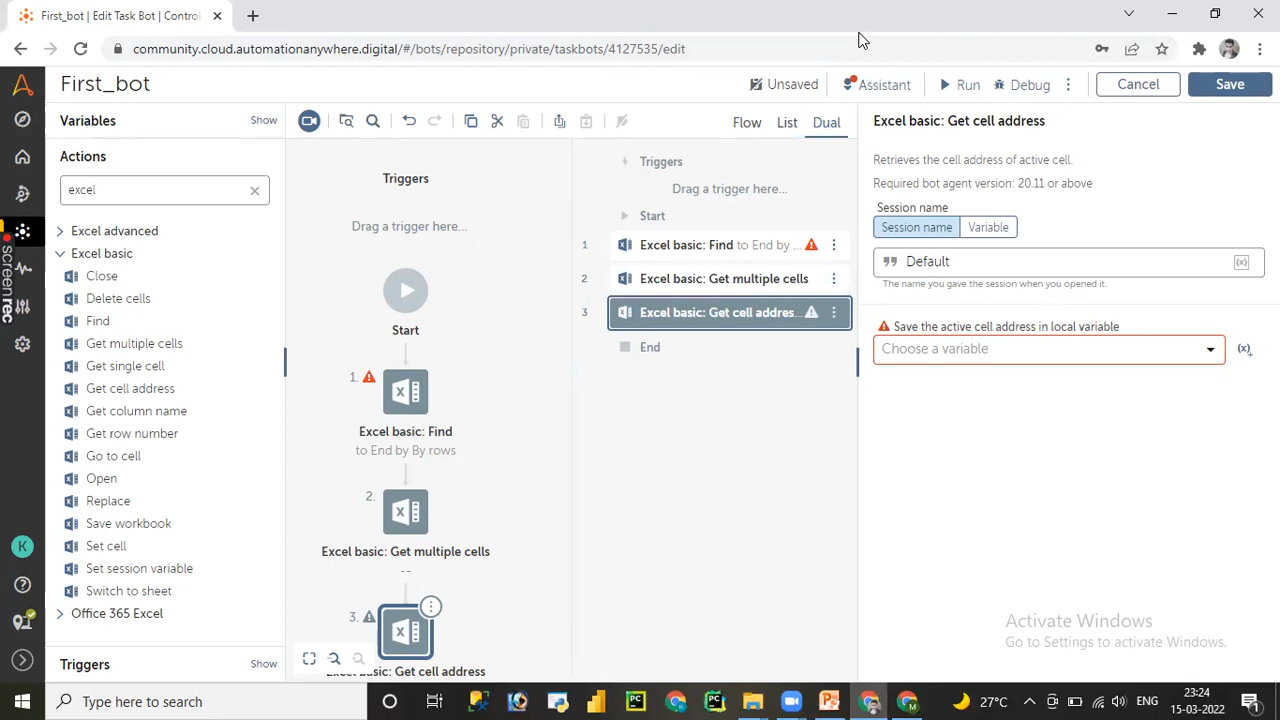 First_bot | Edit Task Bot | Contro
community.cloud.automationanywhere.digital/#/bots/repository/private/taskbots/4127535/edit
First_bot
Unsaved
Assistant
Run
Debug
Cancel
Save
Variables
Show
Actions
excel
Excel advanced
Excel basic
Close
Delete cells
Find
Get multiple cells
Get single cell
Get cell address
Get column name
Get row number
Go to cell
Open
Replace
Save workbook
Set cell
Set session variable
Switch to sheet
Office 365 Excel
Triggers
Show
Flow
List
Dual
Triggers
Drag a trigger here...
Start
1.
Excel basic: Find
to End by By rows
2.
Excel basic: Get multiple cells
--
3.
Excel basic: Get cell address
Triggers
Drag a trigger here...
Start
1 Excel basic: Find to End by ...
2 Excel basic: Get multiple cells
3 Excel basic: Get cell addres...
End
Excel basic: Get cell address
Retrieves the cell address of active cell.
Required bot agent version: 20.11 or above
Session name
Session name
Variable
Default
(x)
The name you gave the session when you opened it.
Save the active cell address in local variable
Choose a variable
(x)+
Activate Windows
Go to Settings to activate Windows.
screenrec
K
Type here to search
27°C
ENG
23:24
15-03-2022
1